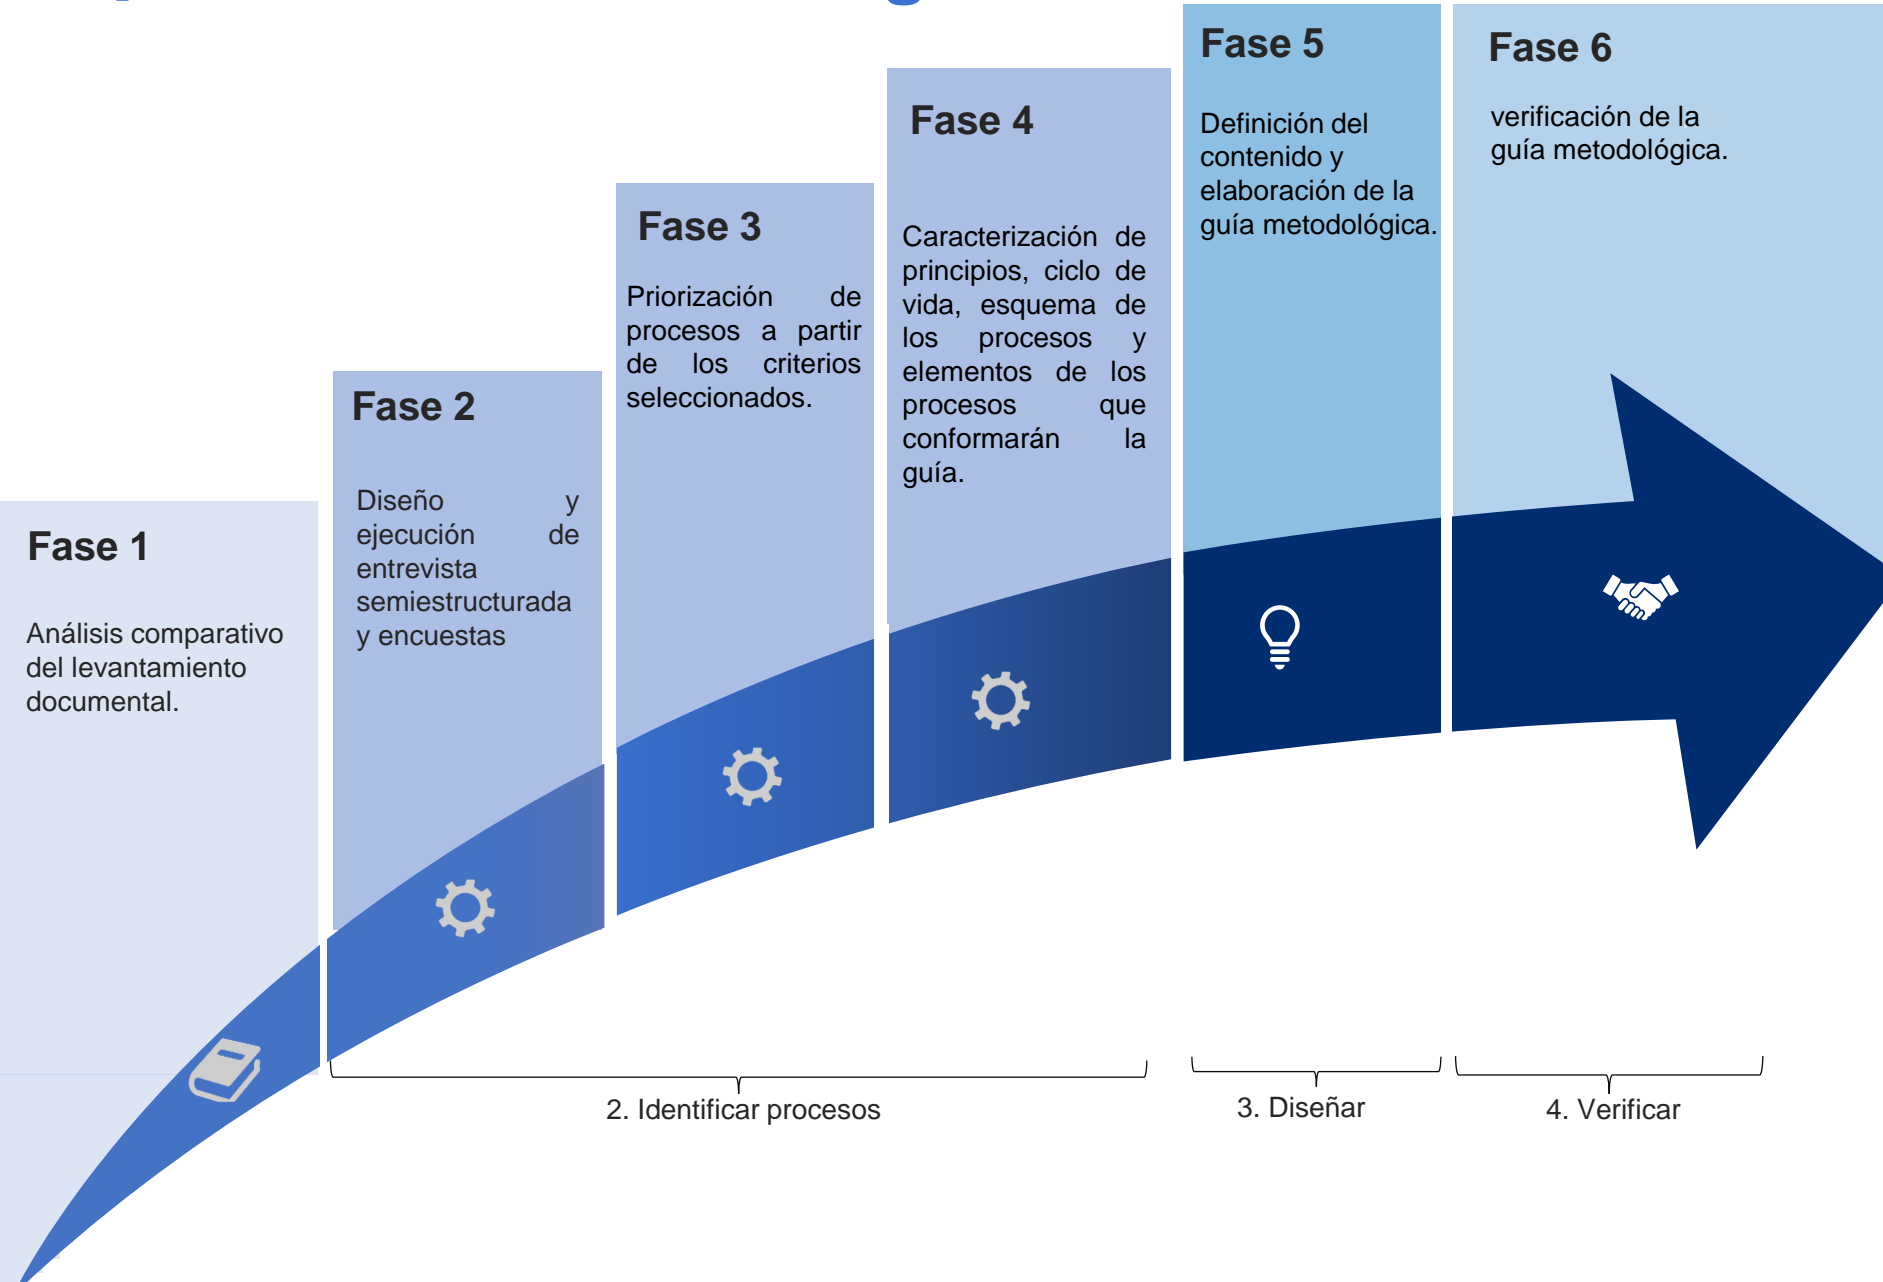 Fase 1
Análisis comparativo
del levantamiento
documental.
Fase 2
Diseño y
ejecución de
entrevista
semiestructurada
y encuestas
Fase 3
Priorización de
procesos a partir
de los criterios
seleccionados.
Fase 4
Caracterización de
principios, ciclo de
vida, esquema de
los procesos y
elementos de los
procesos que
conformarán la
guía.
Fase 5
Definición del
contenido y
elaboración de la
guía metodológica.
Fase 6
verificación de la
guía metodológica.
2. Identificar procesos
3. Diseñar
4. Verificar